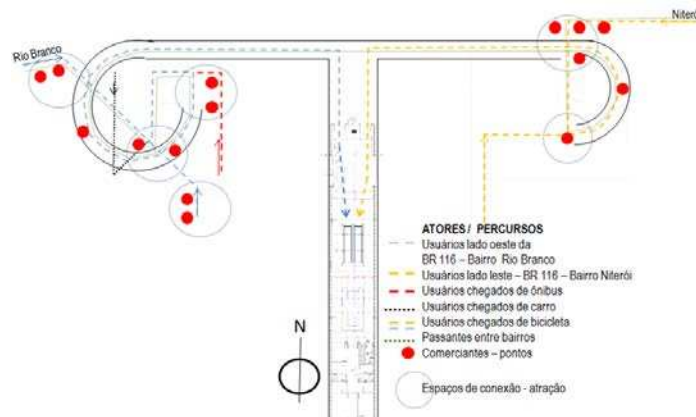 Niteró
Rio Branco
ATORES / PERCURSOS
Usuários lado oeste da
BR 116 – Bairro Rio Branco
Usuários lado leste – BR 116 – Bairro Niterói
Usuários chegados de ônibus
Usuários chegados de carro
Usuários chegados de bicicleta
Passantes entre bairros
Comerciantes – pontos
N
Espaços de conexão - atração